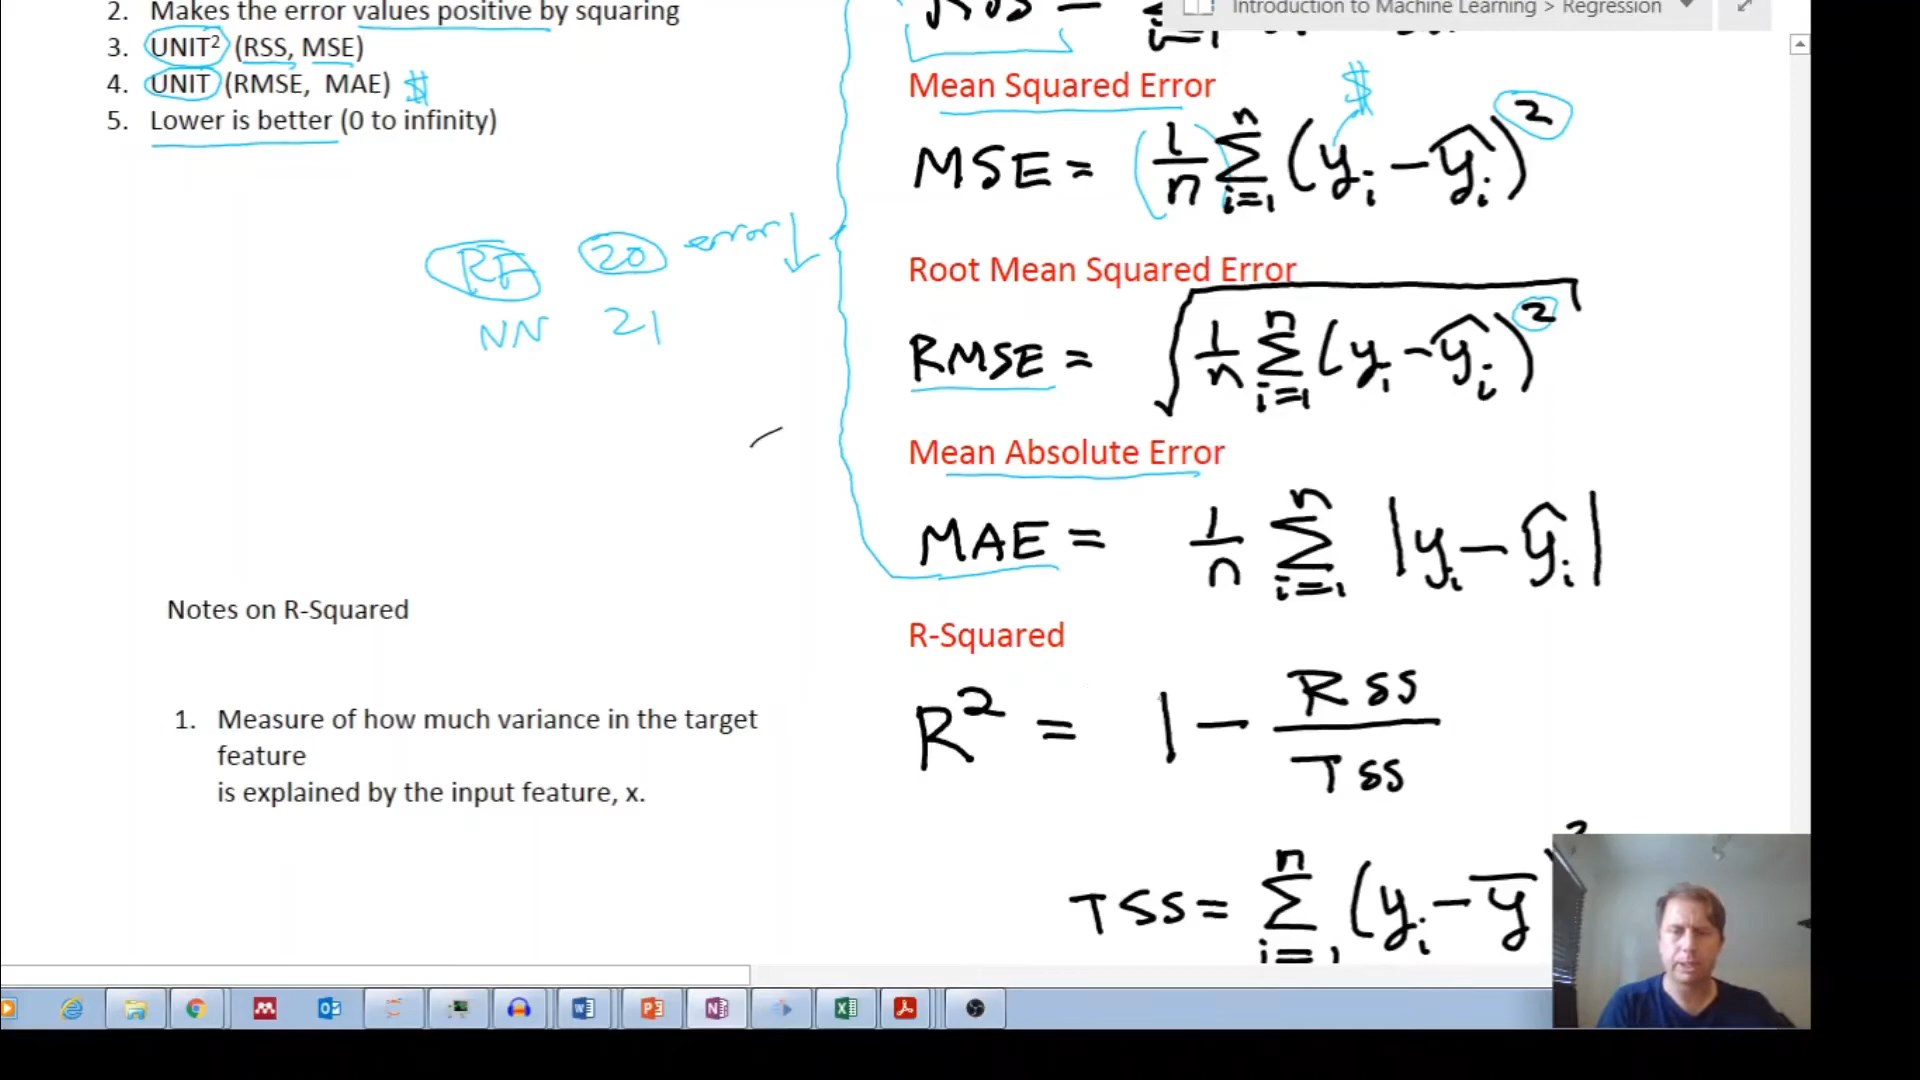 Introduction to Machine Learning > Regression
2. Makes the error values positive by squaring
3. UNIT² (RSS, MSE)
4. UNIT (RMSE, MAE) $
5. Lower is better (0 to infinity)
RF 20 error ↓
NN 21
Mean Squared Error
$
MSE = 1/n n Σ i=1 (yᵢ − ŷᵢ)²
Root Mean Squared Error
RMSE = √ 1/n n Σ i=1 (yᵢ − ŷᵢ)²
Mean Absolute Error
MAE = 1/n n Σ i=1 |yᵢ − ŷᵢ|
R-Squared
R² = 1 − RSS/TSS
TSS = n Σ i=1 (yᵢ − y̅
Notes on R-Squared
1. Measure of how much variance in the target
feature
is explained by the input feature, x.